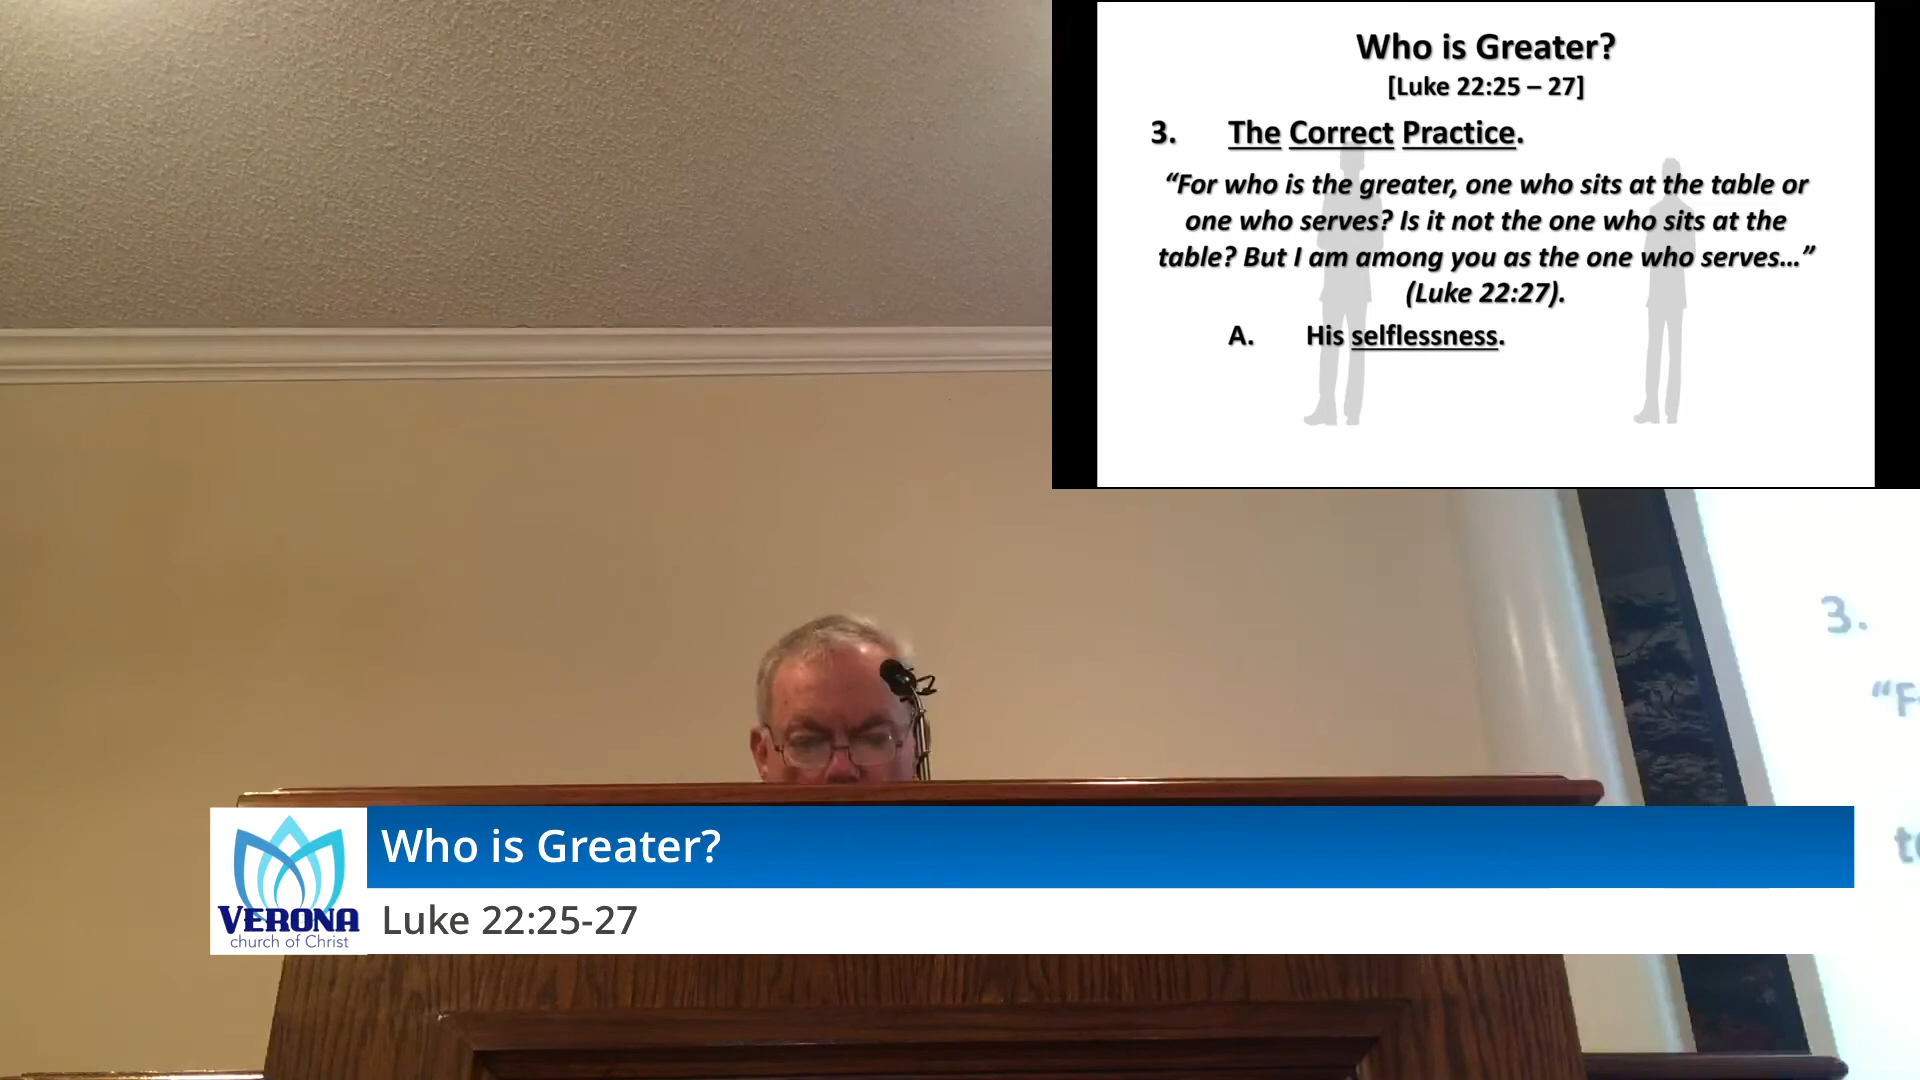 Who is Greater?
[Luke 22:25 – 27]
3. The Correct Practice.
“For who is the greater, one who sits at the table or
one who serves? Is it not the one who sits at the
table? But I am among you as the one who serves…”
(Luke 22:27).
A. His selflessness.
3.
“F
t
Who is Greater?
VERONA
church of Christ
Luke 22:25-27